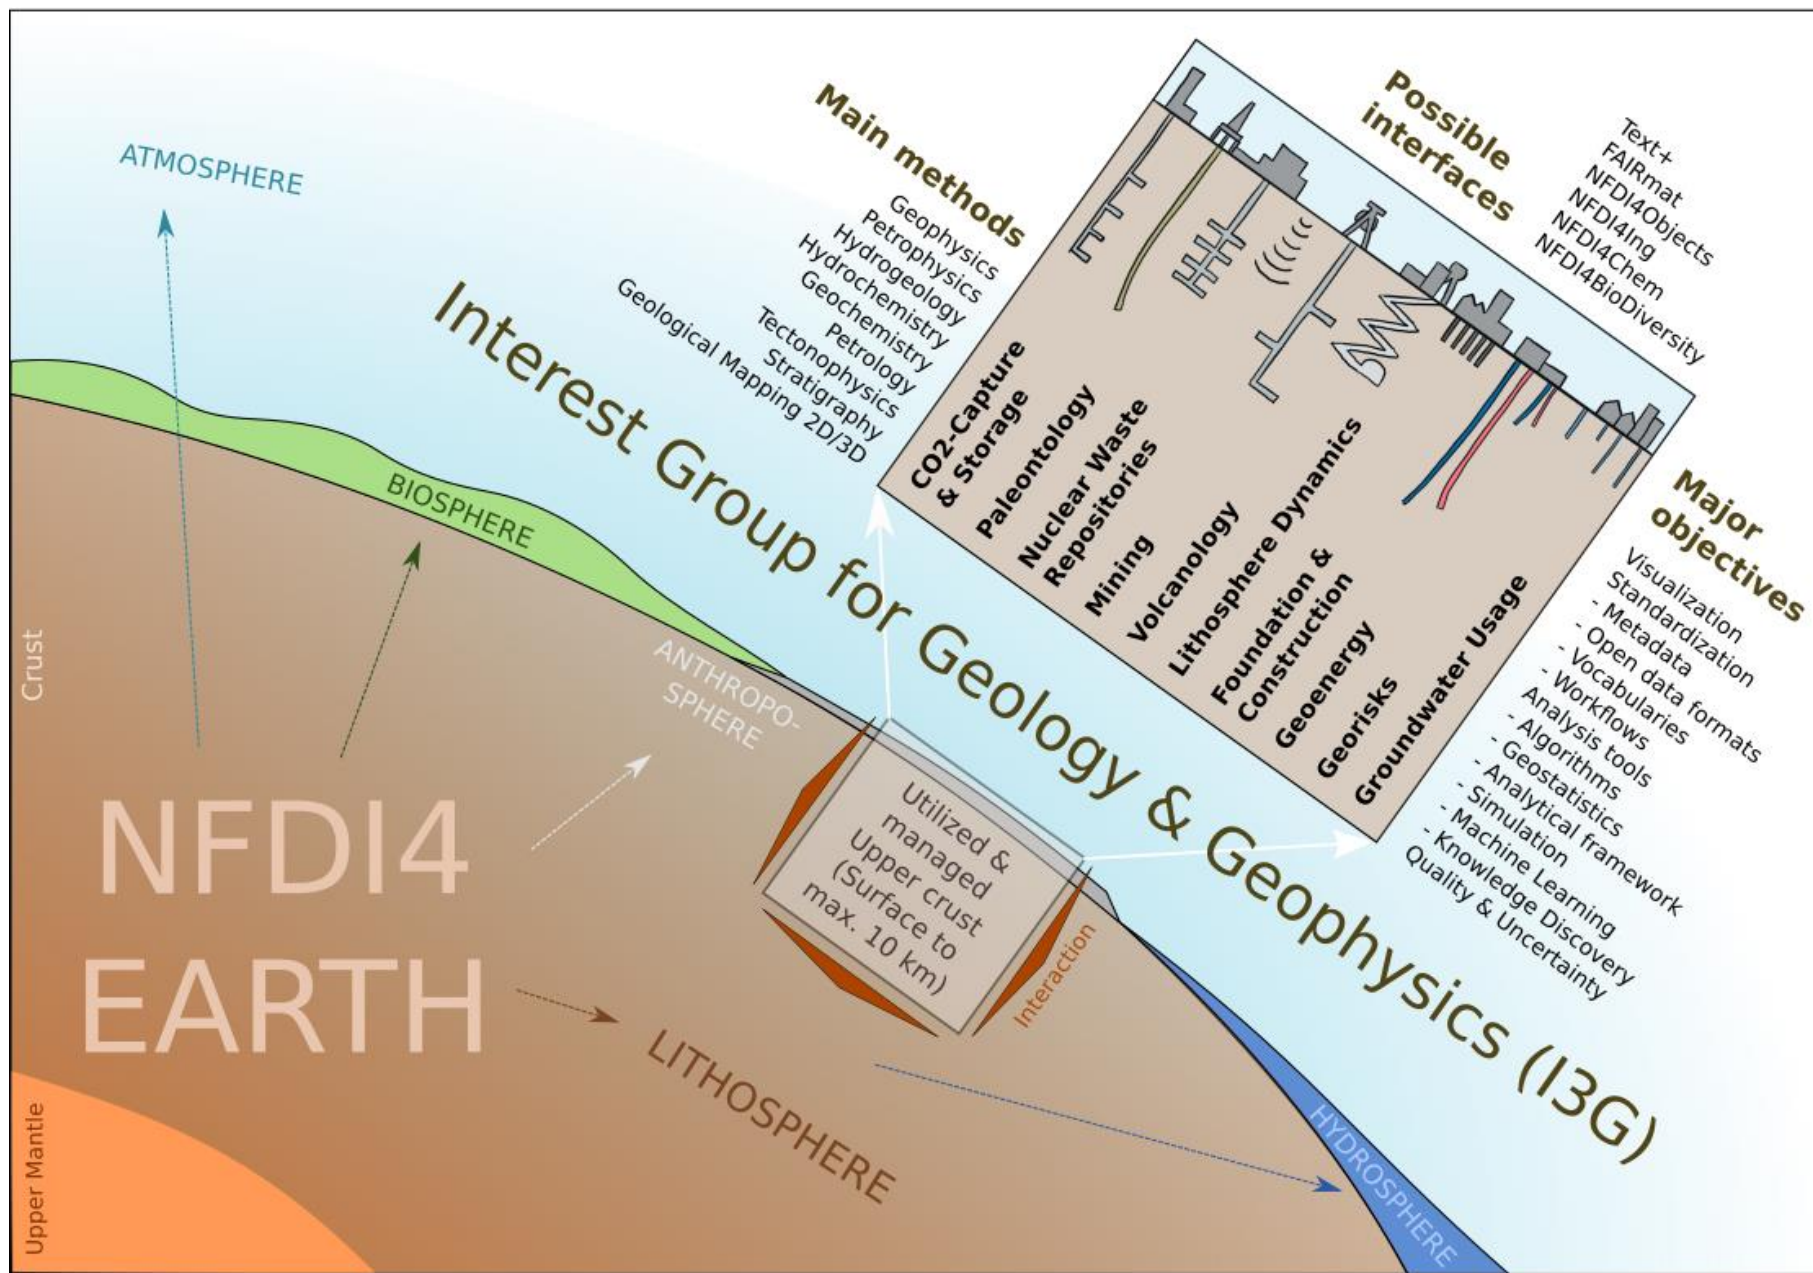 ATMOSPHERE
BIOSPHERE
ANTHROPO-
SPHERE
Crust
NFDI4
EARTH
LITHOSPHERE
Upper Mantle
HYDROSPHERE
Utilized &
managed
Upper crust
(Surface to
max. 10 km)
Interaction
Interest Group for Geology & Geophysics (I3G)
Main methods
Geophysics
Petrophysics
Hydrogeology
Hydrochemistry
Geochemistry
Petrology
Tectonophysics
Stratigraphy
Geological Mapping 2D/3D
CO2-Capture
& Storage
Paleontology
Nuclear Waste
Repositories
Mining
Volcanology
Lithosphere Dynamics
Foundation &
Construction
Geoenergy
Georisks
Groundwater Usage
Possible
interfaces
Text+
FAIRmat
NFDI4Objects
NFDI4Ing
NFDI4Chem
NFDI4BioDiversity
Major
objectives
Visualization
Standardization
- Metadata
- Open data formats
- Vocabularies
- Workflows
Analysis tools
- Algorithms
- Geostatistics
- Analytical framework
- Simulation
- Machine Learning
- Knowledge Discovery
Quality & Uncertainty